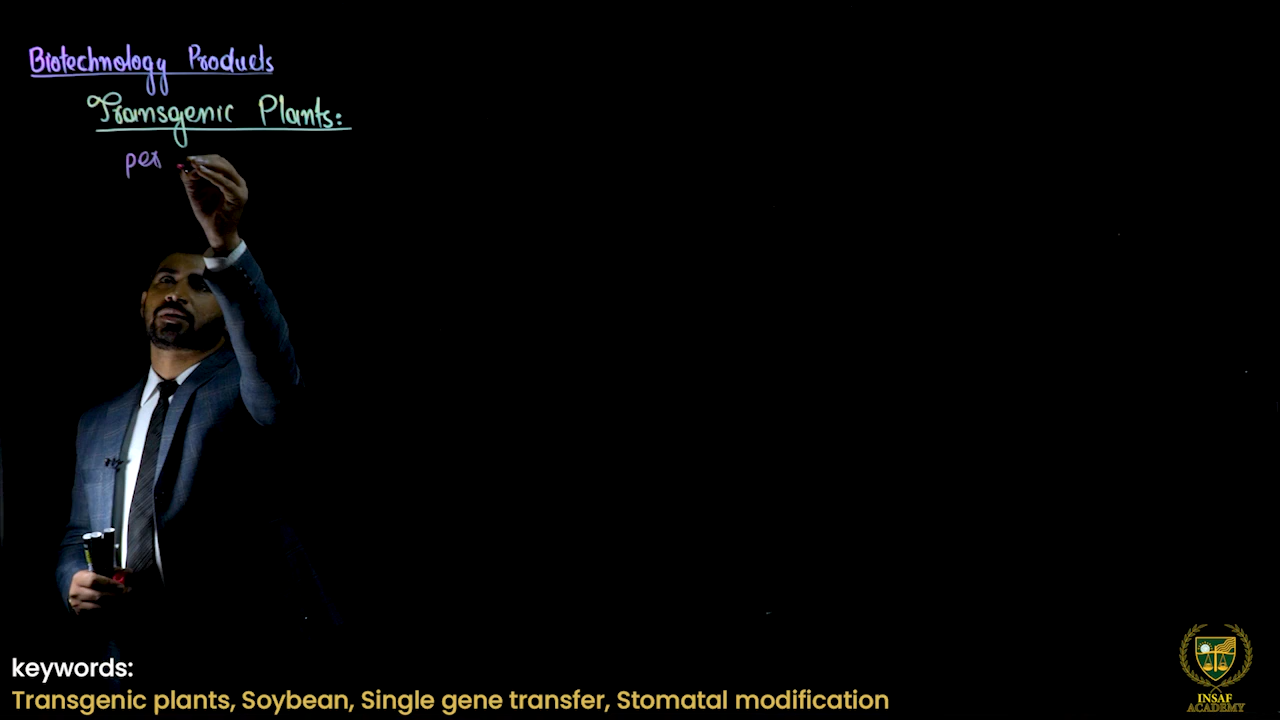 Biotechnology Products
Transgenic Plants:
per
keywords:
Transgenic plants, Soybean, Single gene transfer, Stomatal modification
INSAF
ACADEMY